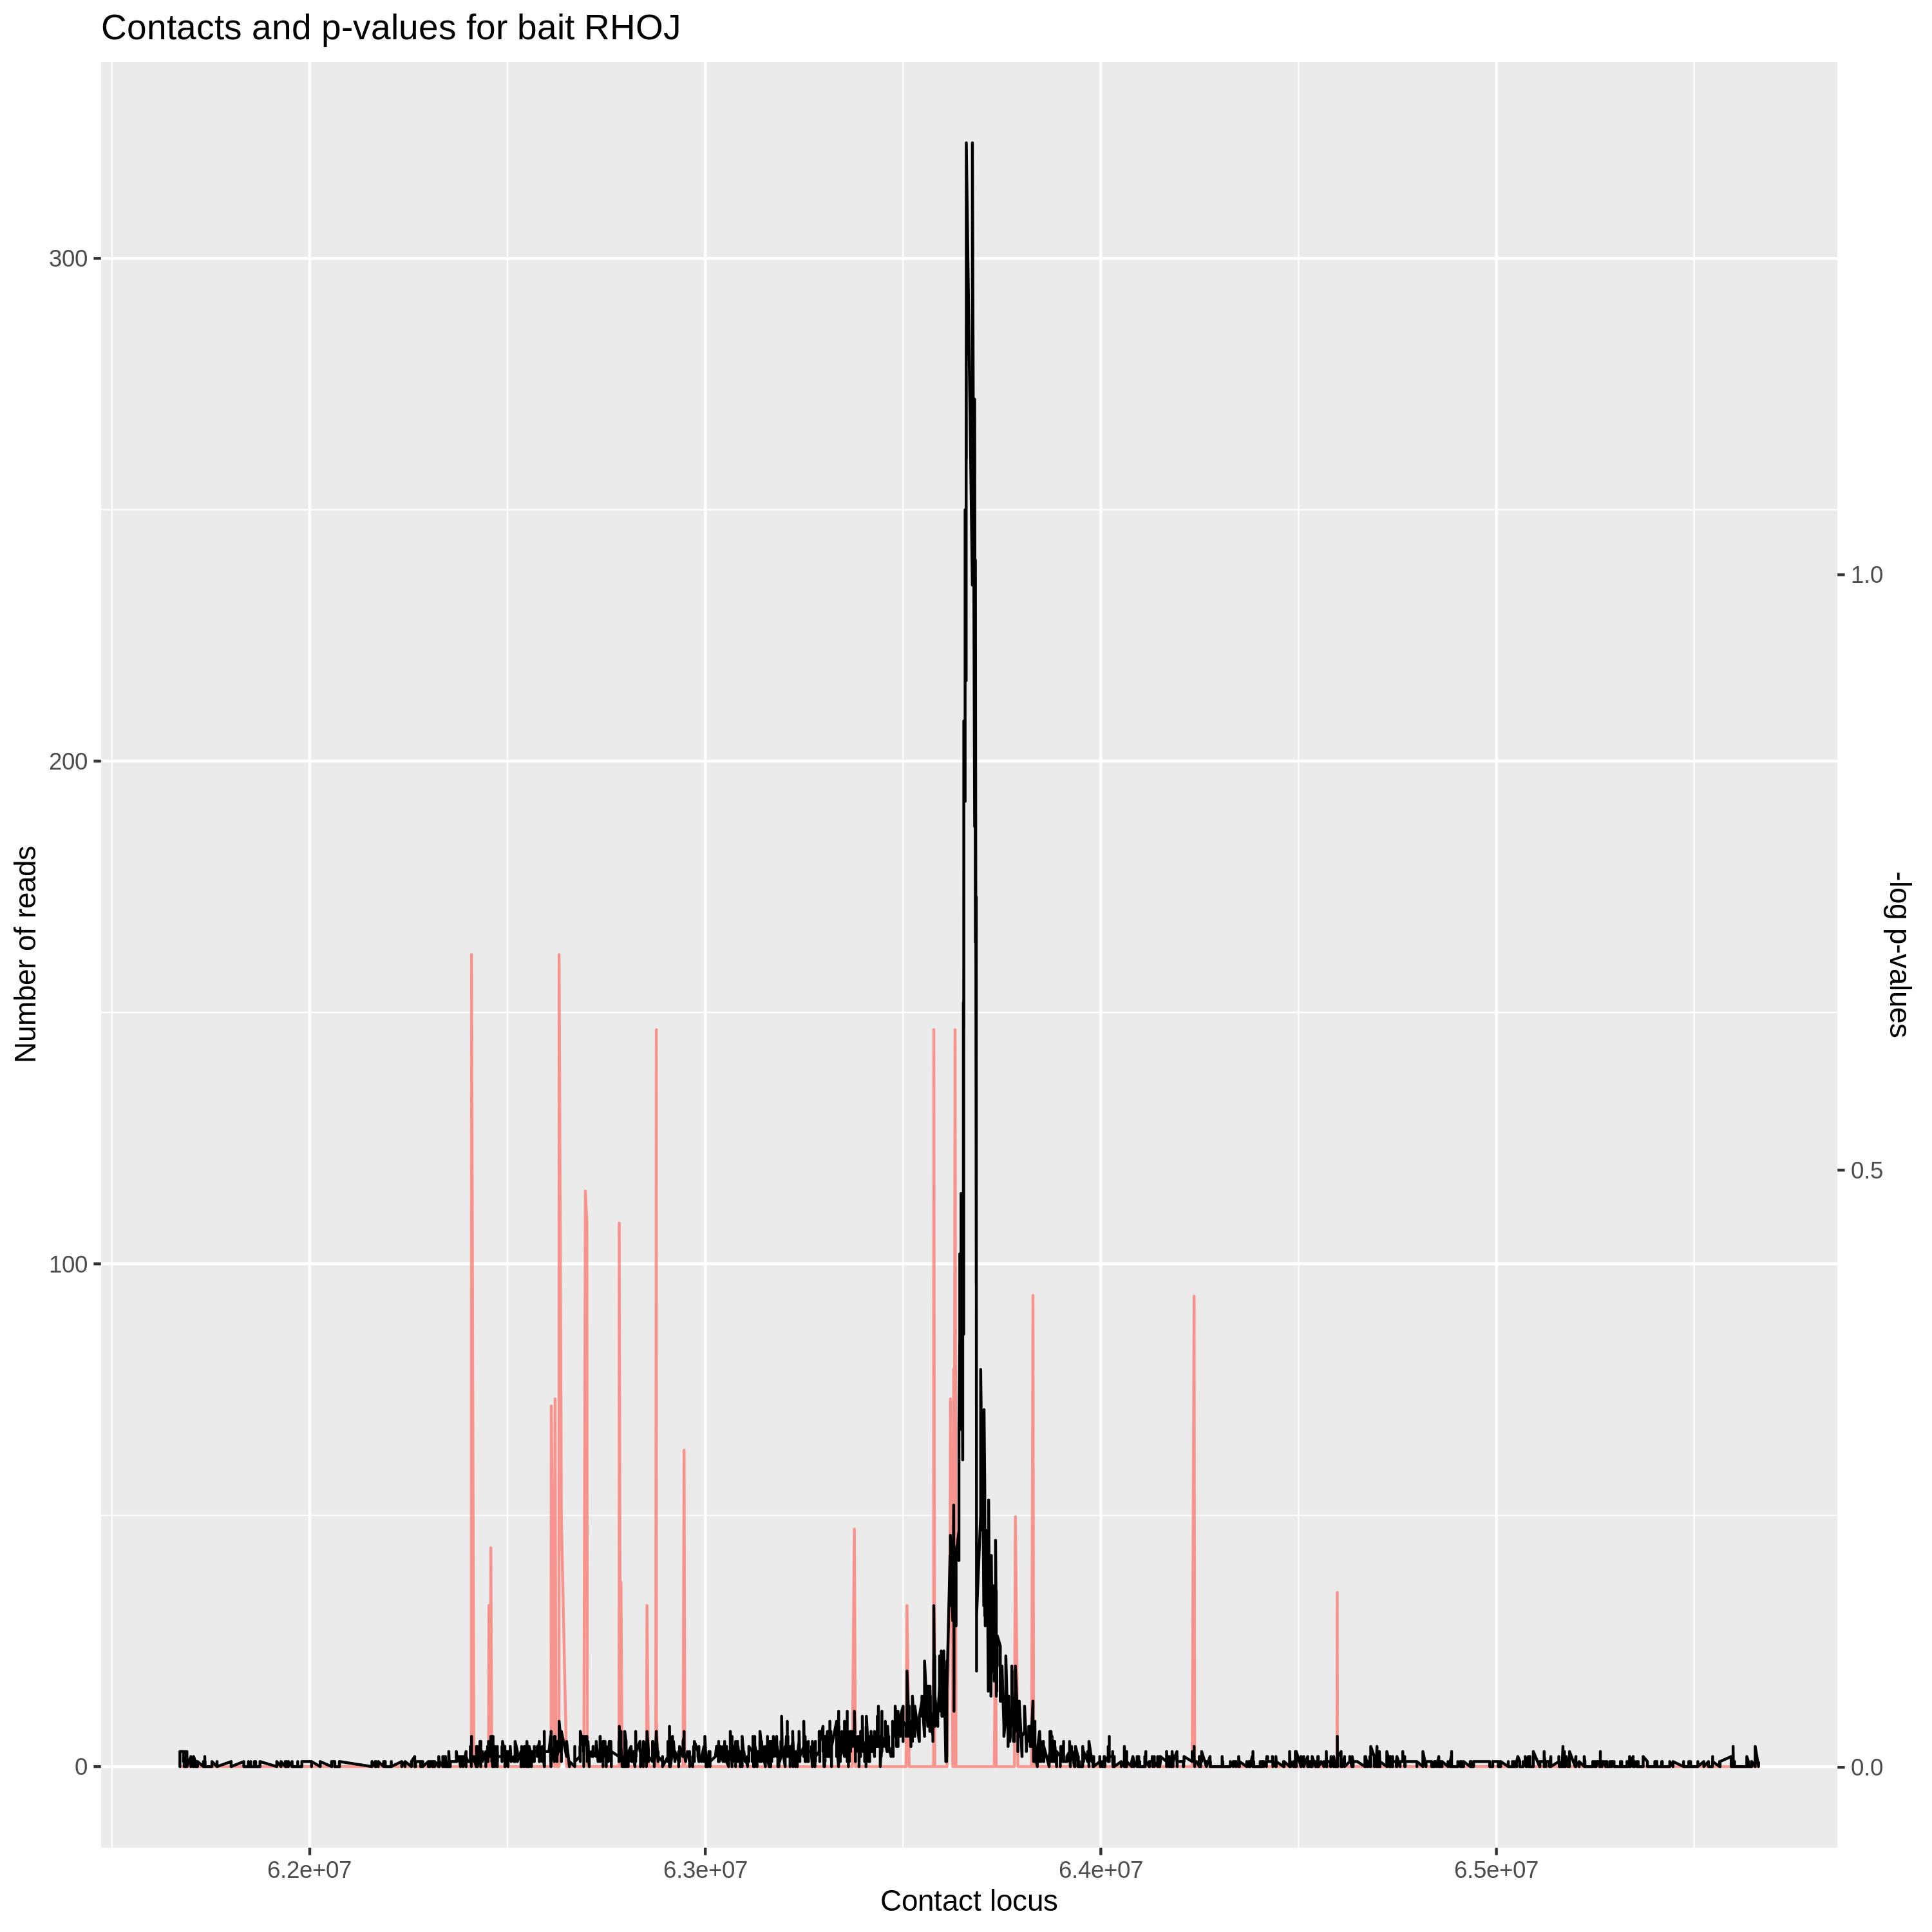 Contacts and p-values for bait RHOJ
300
200
100
0
Number of reads
1.0
0.5
0.0
-log p-values
6.2e+07
6.3e+07
6.4e+07
6.5e+07
Contact locus